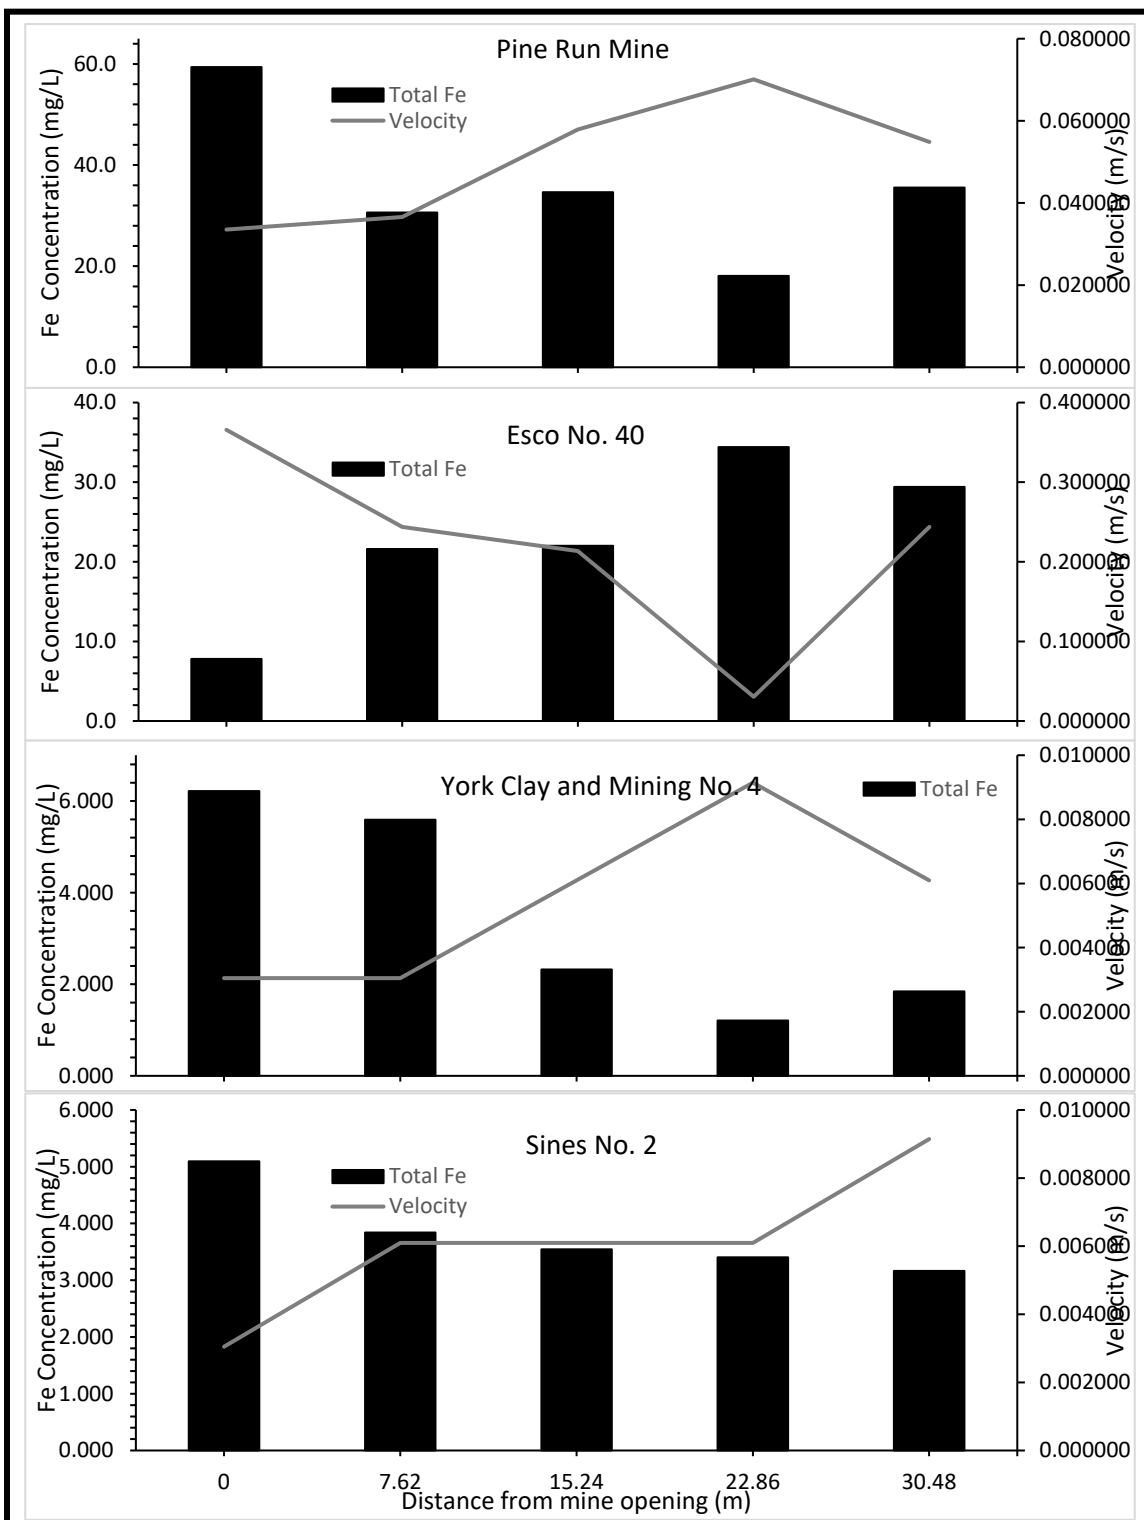 Pine Run Mine
Fe Concentration (mg/L)
60.0
40.0
20.0
0.0
Total Fe
Velocity
0.080000
0.060000
0.040000
0.020000
0.000000
Velocity (m/s)
Esco No. 40
Fe Concentration (mg/L)
40.0
30.0
20.0
10.0
0.0
Total Fe
0.400000
0.300000
0.200000
0.100000
0.000000
Velocity (m/s)
York Clay and Mining No. 4
Fe Concentration (mg/L)
6.000
4.000
2.000
0.000
Total Fe
0.010000
0.008000
0.006000
0.004000
0.002000
0.000000
Velocity (m/s)
Sines No. 2
Fe Concentration (mg/L)
6.000
5.000
4.000
3.000
2.000
1.000
0.000
Total Fe
Velocity
0.010000
0.008000
0.006000
0.004000
0.002000
0.000000
Velocity (m/s)
0 7.62 15.24 22.86 30.48
Distance from mine opening (m)